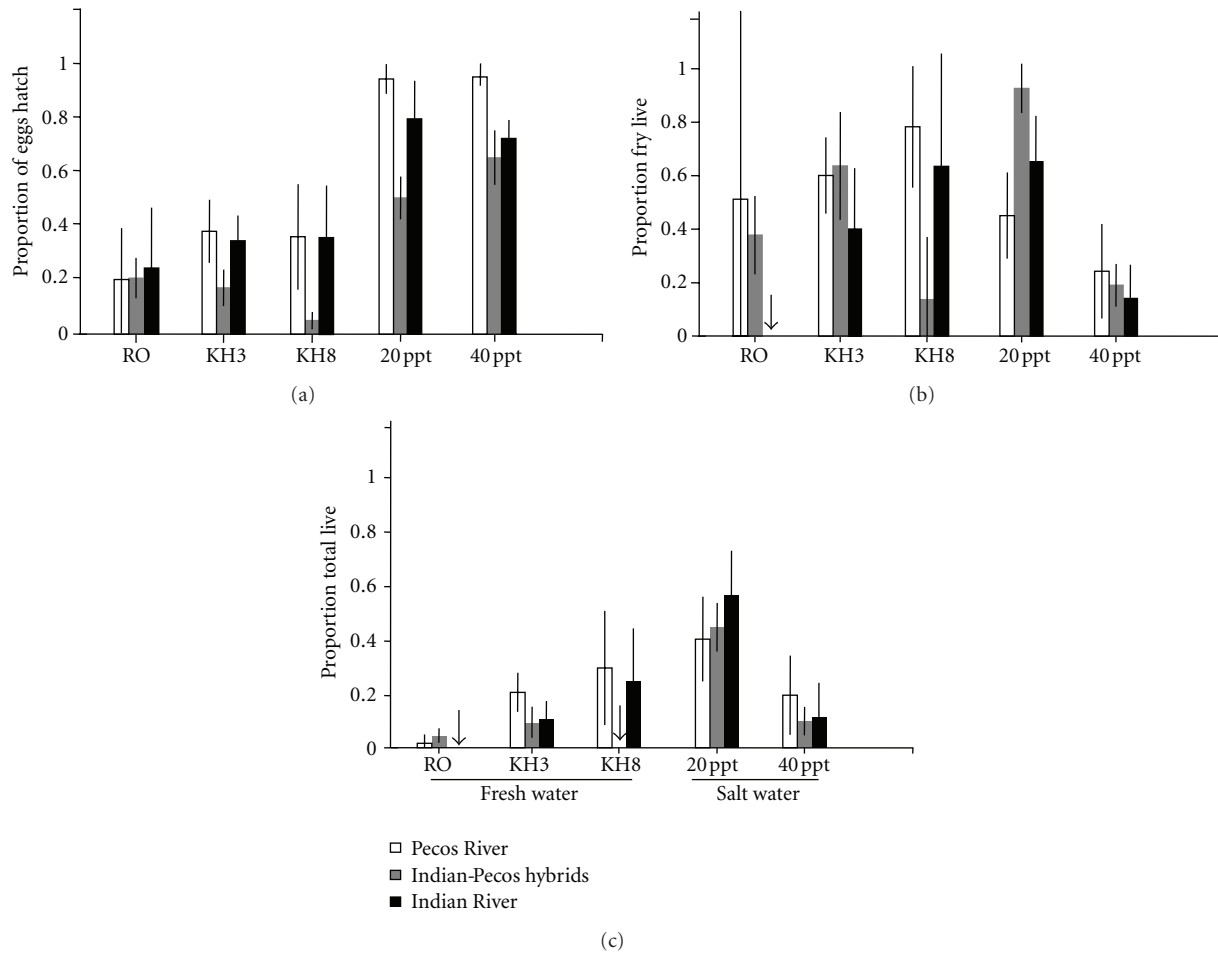 Proportion of eggs hatch
1
0.8
0.6
0.4
0.2
0
RO KH3 KH8 20 ppt 40 ppt
(a)
Proportion fry live
1
0.8
0.6
0.4
0.2
0
RO KH3 KH8 20 ppt 40 ppt
(b)
Proportion total live
1
0.8
0.6
0.4
0.2
0
RO KH3 KH8 20 ppt 40 ppt
Fresh water Salt water
Pecos River
Indian-Pecos hybrids
Indian River
(c)